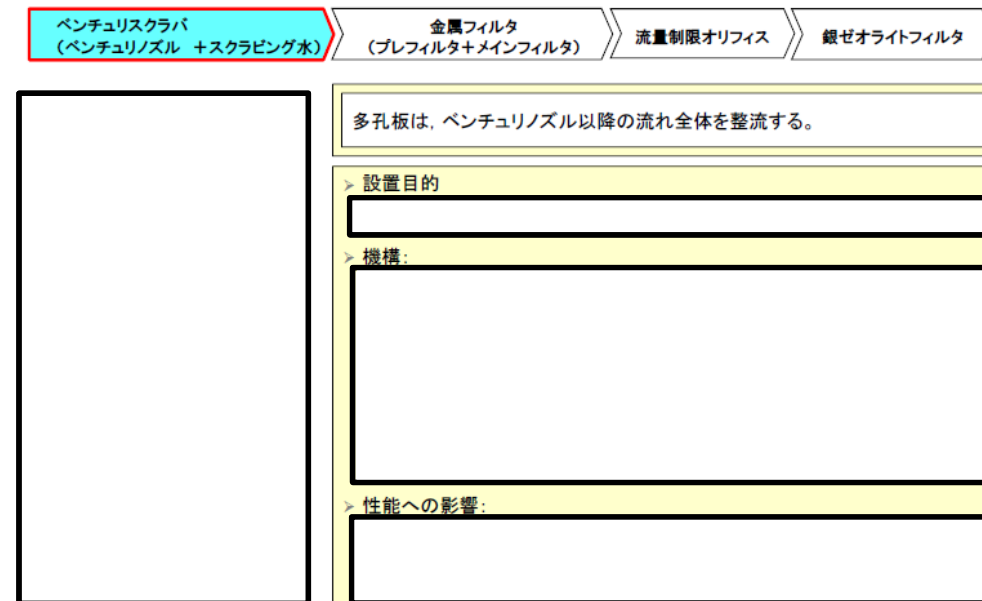 ベンチュリスクラバ
（ベンチュリノズル ＋スクラビング水）
金属フィルタ
（プレフィルタ＋メインフィルタ）
流量制限オリフィス
銀ゼオライトフィルタ
多孔板は，ベンチュリノズル以降の流れ全体を整流する。
➢ 設置目的
➢ 機構：
➢ 性能への影響：